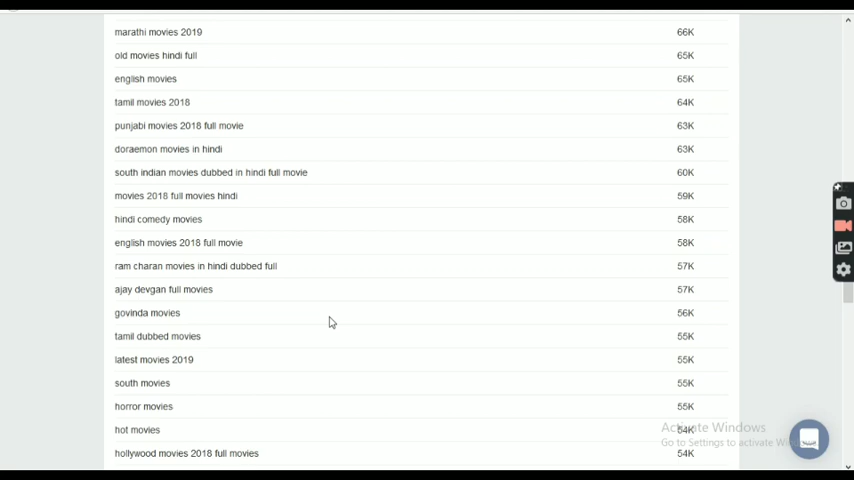 marathi movies 2019 66K
old movies hindi full 65K
english movies 65K
tamil movies 2018 64K
punjabi movies 2018 full movie 63K
doraemon movies in hindi 63K
south indian movies dubbed in hindi full movie 60K
movies 2018 full movies hindi 59K
hindi comedy movies 58K
english movies 2018 full movie 58K
ram charan movies in hindi dubbed full 57K
ajay devgan full movies 57K
govinda movies 56K
tamil dubbed movies 55K
latest movies 2019 55K
south movies 55K
horror movies 55K
hot movies 54K
Activate Windows
Go to Settings to activate
hollywood movies 2018 full movies 54K